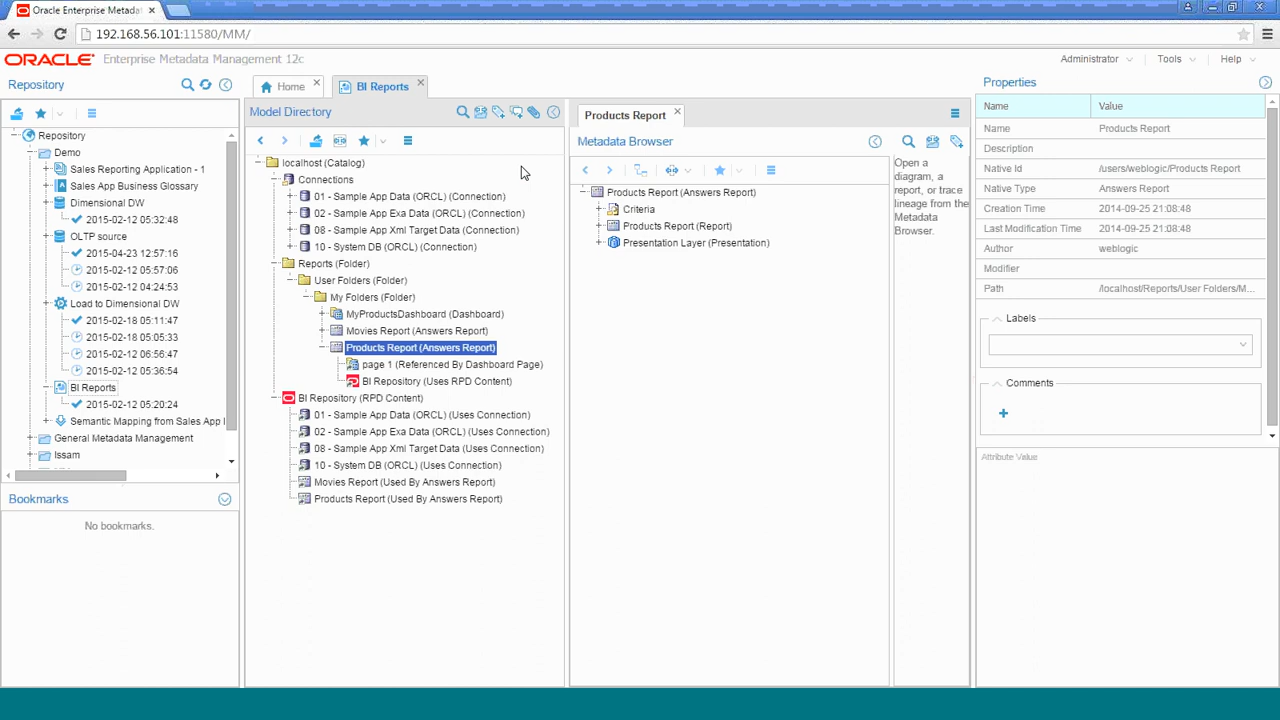 Oracle Enterprise Metada
192.168.56.101:11580/MM/
ORACLE Enterprise Metadata Management 12c
Administrator Tools Help
Repository
Repository
Demo
Sales Reporting Application - 1
Sales App Business Glossary
Dimensional DW
2015-02-12 05:32:48
OLTP source
2015-04-23 12:57:16
2015-02-12 05:57:06
2015-02-12 04:24:53
Load to Dimensional DW
2015-02-18 05:11:47
2015-02-18 05:05:33
2015-02-12 06:56:47
2015-02-12 05:36:54
BI Reports
2015-02-12 05:20:24
Semantic Mapping from Sales App
General Metadata Management
Issam
Bookmarks
No bookmarks.
Home
BI Reports
Model Directory
localhost (Catalog)
Connections
01 - Sample App Data (ORCL) (Connection)
02 - Sample App Exa Data (ORCL) (Connection)
08 - Sample App Xml Target Data (Connection)
10 - System DB (ORCL) (Connection)
Reports (Folder)
User Folders (Folder)
My Folders (Folder)
MyProductsDashboard (Dashboard)
Movies Report (Answers Report)
Products Report (Answers Report)
page 1 (Referenced By Dashboard Page)
BI Repository (Uses RPD Content)
BI Repository (RPD Content)
01 - Sample App Data (ORCL) (Uses Connection)
02 - Sample App Exa Data (ORCL) (Uses Connection)
08 - Sample App Xml Target Data (Uses Connection)
10 - System DB (ORCL) (Uses Connection)
Movies Report (Used By Answers Report)
Products Report (Used By Answers Report)
Products Report
Metadata Browser
Products Report (Answers Report)
Criteria
Products Report (Report)
Presentation Layer (Presentation)
Open a
diagram, a
report, or trace
lineage from the
Metadata
Browser.
Properties
Name Value
Name Products Report
Description
Native Id /users/weblogic/Products Report
Native Type Answers Report
Creation Time 2014-09-25 21:08:48
Last Modification Time 2014-09-25 21:08:48
Author weblogic
Modifier
Path /localhost/Reports/User Folders/M...
Labels
Comments
Attribute Value